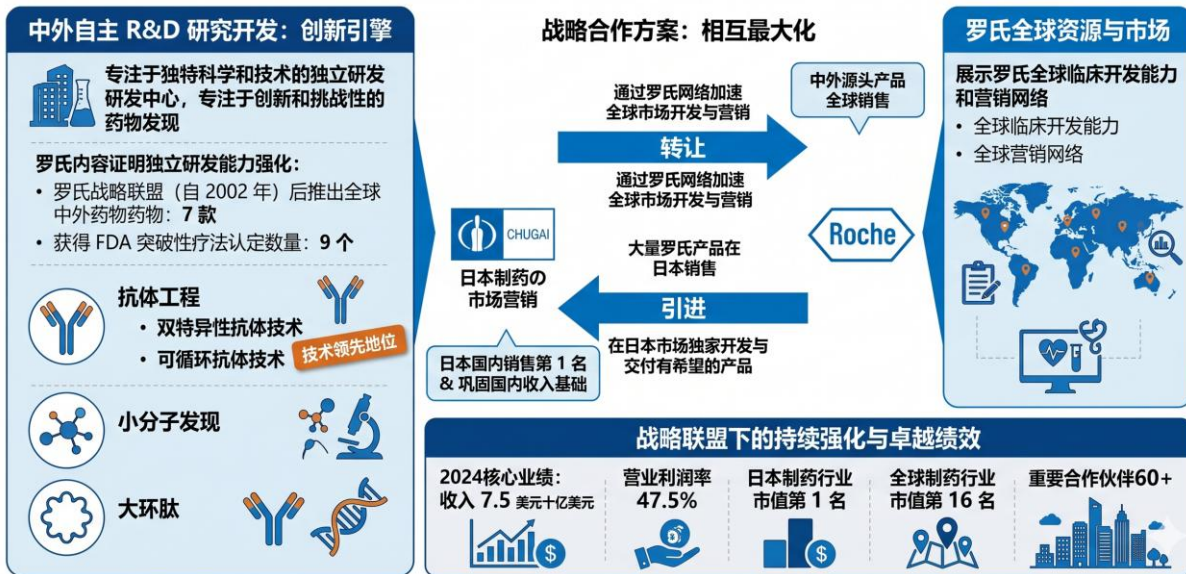 中外自主 R&D 研究开发：创新引擎
专注于独特科学和技术的独立研发
研发中心，专注于创新和挑战性的
药物发现
罗氏内容证明独立研发能力强化：
• 罗氏战略联盟（自 2002 年）后推出全球
中外药物药物：7 款
• 获得 FDA 突破性疗法认定数量：9 个
抗体工程
• 双特异性抗体技术
• 可循环抗体技术
技术领先地位
小分子发现
大环肽
战略合作方案：相互最大化
通过罗氏网络加速
全球市场开发与营销
转让
通过罗氏网络加速
全球市场开发与营销
中外源头产品
全球销售
CHUGAI
日本制药の
市场营销
日本国内销售第 1 名
& 巩固国内收入基础
大量罗氏产品在
日本销售
引进
在日本市场独家开发与
交付有希望的产品
Roche
罗氏全球资源与市场
展示罗氏全球临床开发能力
和营销网络
• 全球临床开发能力
• 全球营销网络
战略联盟下的持续强化与卓越绩效
2024核心业绩：
收入 7.5 美元十亿美元
$
营业利润率
47.5%
日本制药行业
市值第 1 名
$
全球制药行业
市值第 16 名
重要合作伙伴60+